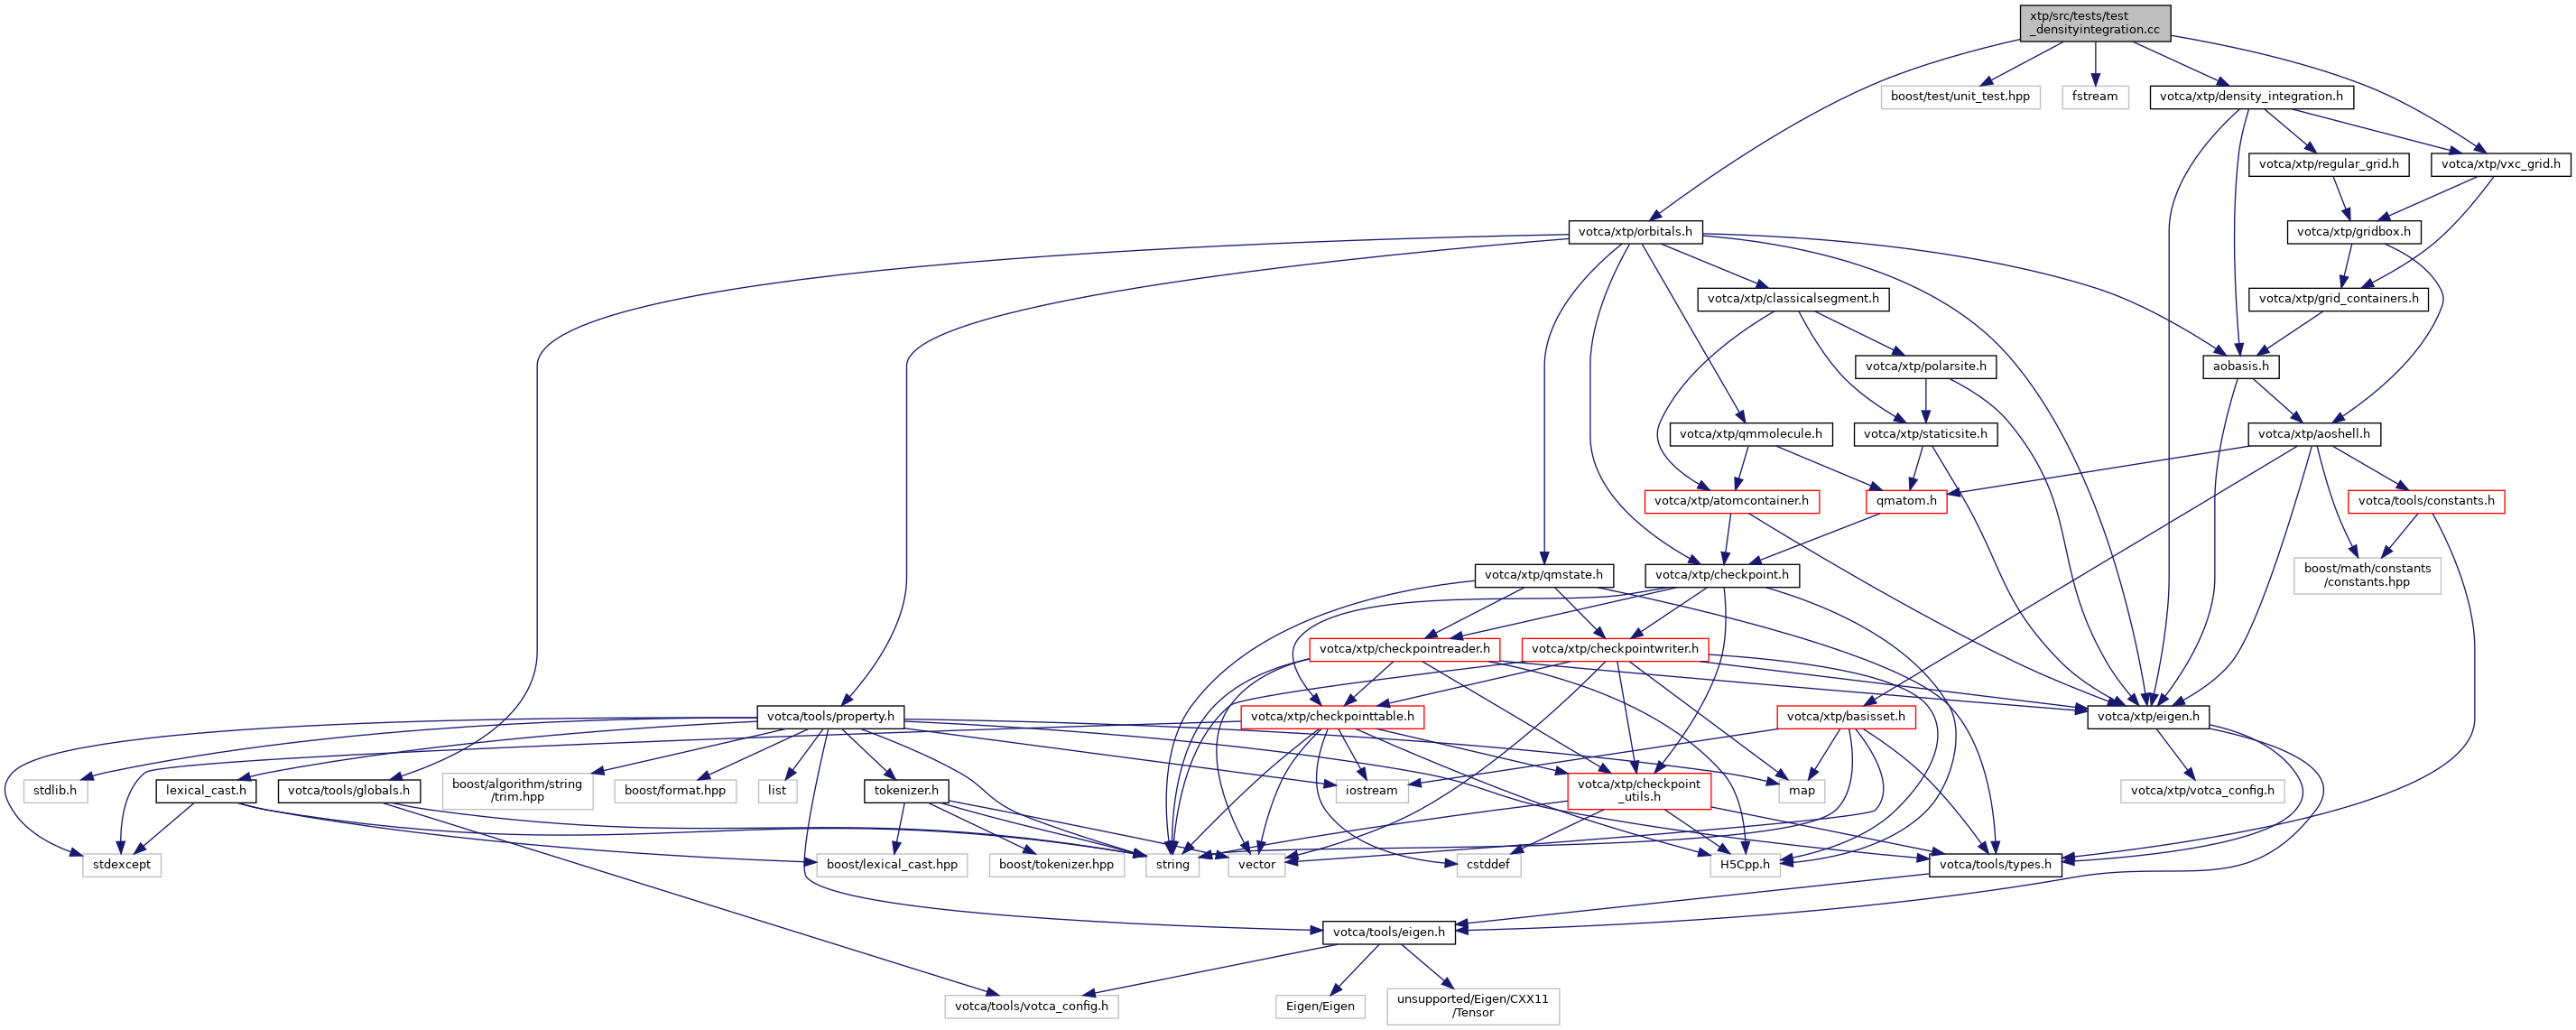 xtp/src/tests/test
_densityintegration.cc
boost/test/unit_test.hpp
fstream
votca/xtp/density_integration.h
votca/xtp/regular_grid.h
votca/xtp/vxc_grid.h
votca/xtp/orbitals.h
votca/xtp/gridbox.h
votca/xtp/classicalsegment.h
votca/xtp/grid_containers.h
votca/xtp/polarsite.h
aobasis.h
votca/xtp/qmmolecule.h
votca/xtp/staticsite.h
votca/xtp/aoshell.h
votca/xtp/atomcontainer.h
qmatom.h
votca/tools/constants.h
votca/xtp/qmstate.h
votca/xtp/checkpoint.h
boost/math/constants
/constants.hpp
votca/xtp/checkpointreader.h
votca/xtp/checkpointwriter.h
votca/tools/property.h
votca/xtp/checkpointtable.h
votca/xtp/basisset.h
votca/xtp/eigen.h
stdlib.h
lexical_cast.h
votca/tools/globals.h
boost/algorithm/string
/trim.hpp
boost/format.hpp
list
tokenizer.h
iostream
votca/xtp/checkpoint
_utils.h
map
votca/xtp/votca_config.h
stdexcept
boost/lexical_cast.hpp
boost/tokenizer.hpp
string
vector
cstddef
H5Cpp.h
votca/tools/types.h
votca/tools/eigen.h
votca/tools/votca_config.h
Eigen/Eigen
unsupported/Eigen/CXX11
/Tensor